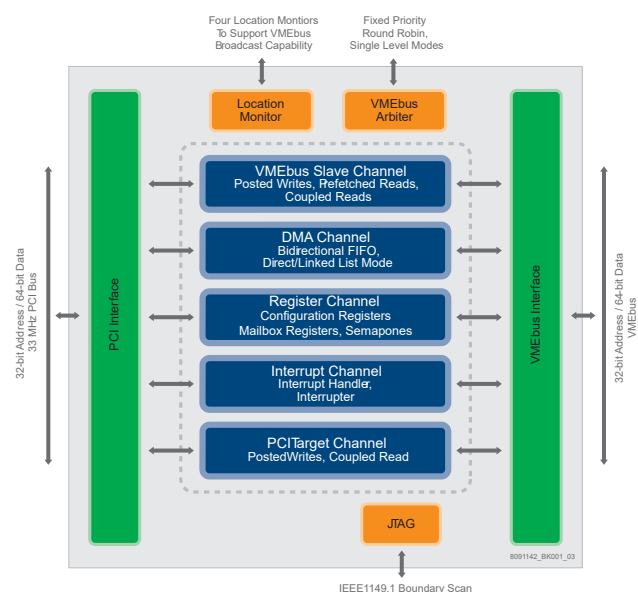 Four Location Montiors
To Support VMEbus
Broadcast Capability
Fixed Priority
Round Robin,
Single Level Modes
Location
Monitor
VMEbus
Arbiter
32-bit Address / 64-bit Data
33 MHz PCI Bus
PCI Interface
VMEbus Slave Channel
Posted Writes, Prefetched Reads,
Coupled Reads
DMA Channel
Bidirectional FIFO,
Direct/Linked List Mode
Register Channel
Configuration Registers
Mailbox Registers, Semapones
Interrupt Channel
Interrupt Handler,
Interrupter
PCITarget Channel
PostedWrites, Coupled Read
VMEbus Interface
32-bit Address / 64-bit Data
VMEbus
JTAG
8091142_BK001_03
IEEE1149.1 Boundary Scan